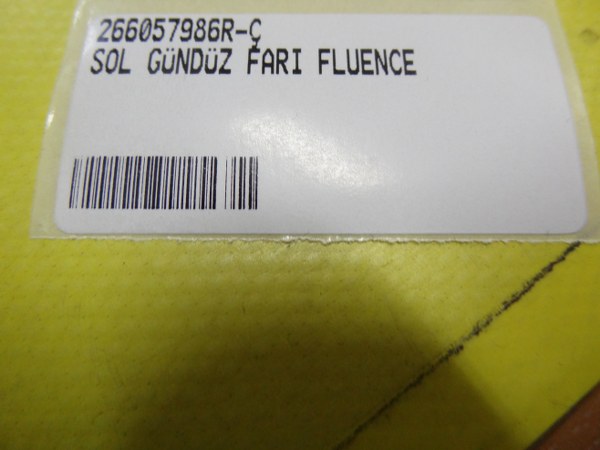 266057986R-Ç
SOL GÜNDÜZ FARI FLUENCE